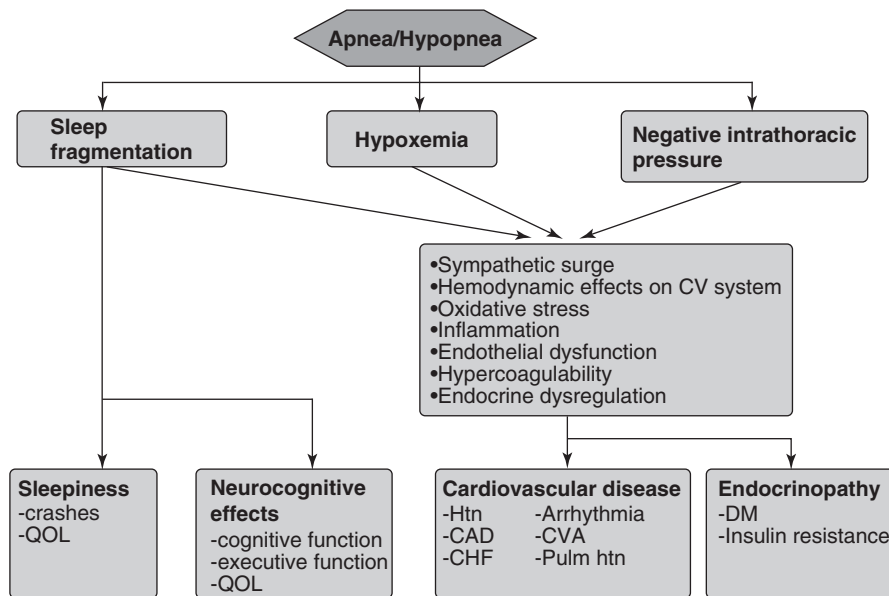 Apnea/Hypopnea
Sleep
fragmentation
Hypoxemia
Negative intrathoracic
pressure
•Sympathetic surge
•Hemodynamic effects on CV system
•Oxidative stress
•Inflammation
•Endothelial dysfunction
•Hypercoagulability
•Endocrine dysregulation
Sleepiness
-crashes
-QOL
Neurocognitive
effects
-cognitive function
-executive function
-QOL
Cardiovascular disease
-Htn -Arrhythmia
-CAD -CVA
-CHF -Pulm htn
Endocrinopathy
-DM
-Insulin resistance